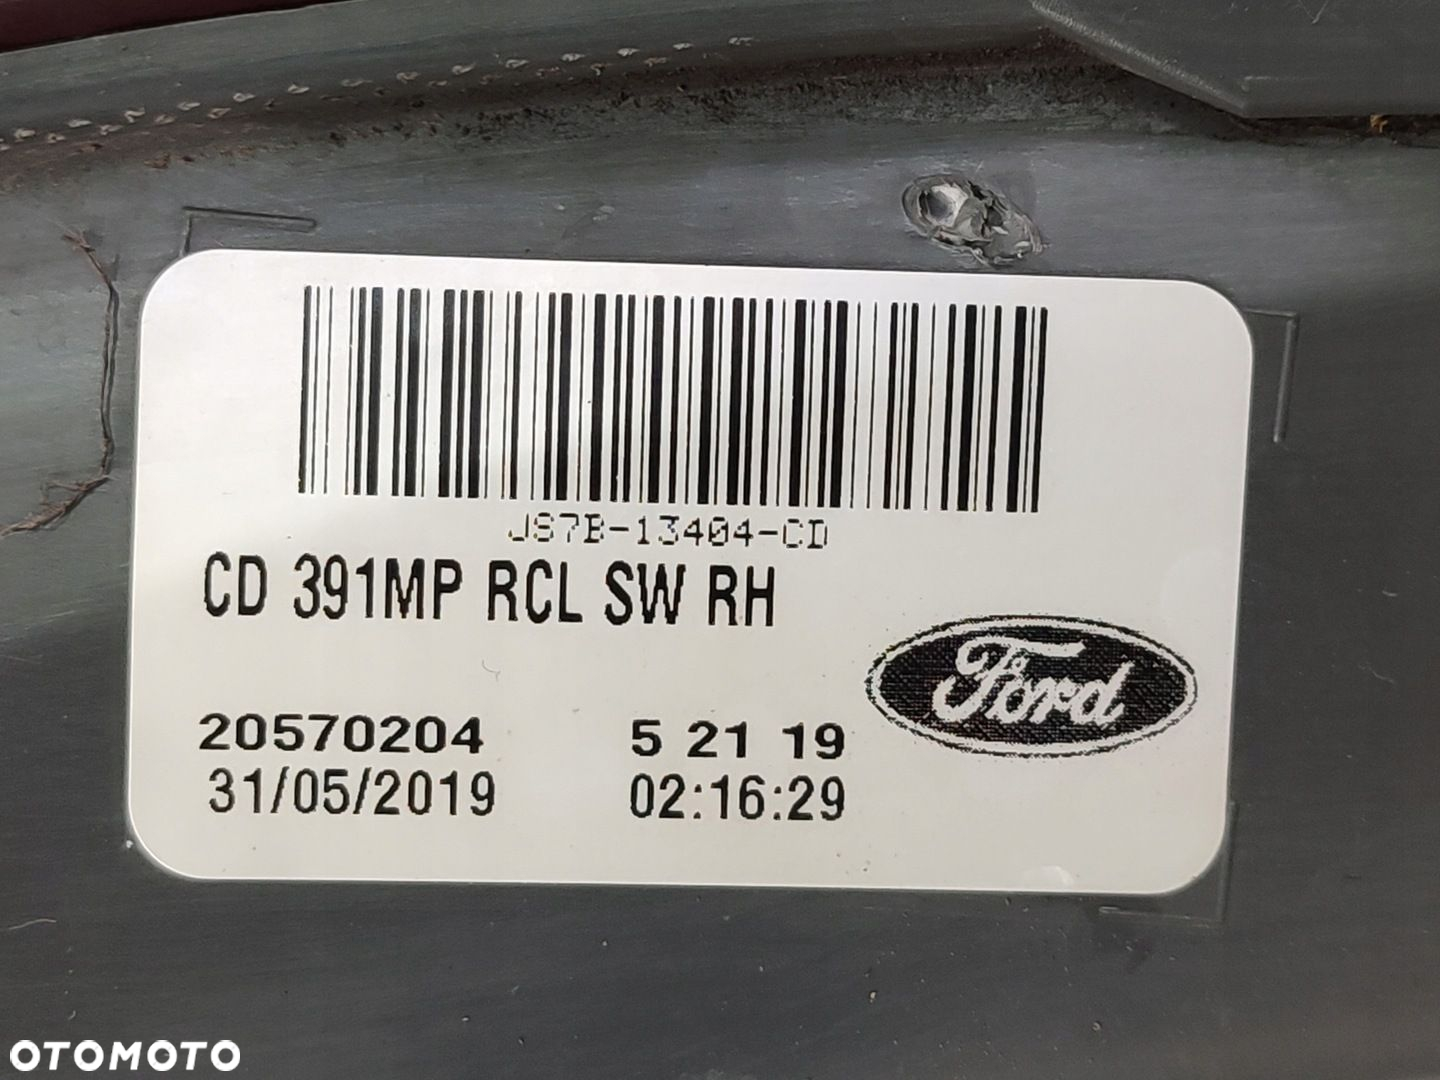 JS7B-13404-CD
CD 391MP RCL SW RH
Ford
20570204 5 21 19
31/05/2019 02:16:29
OTOMOTO